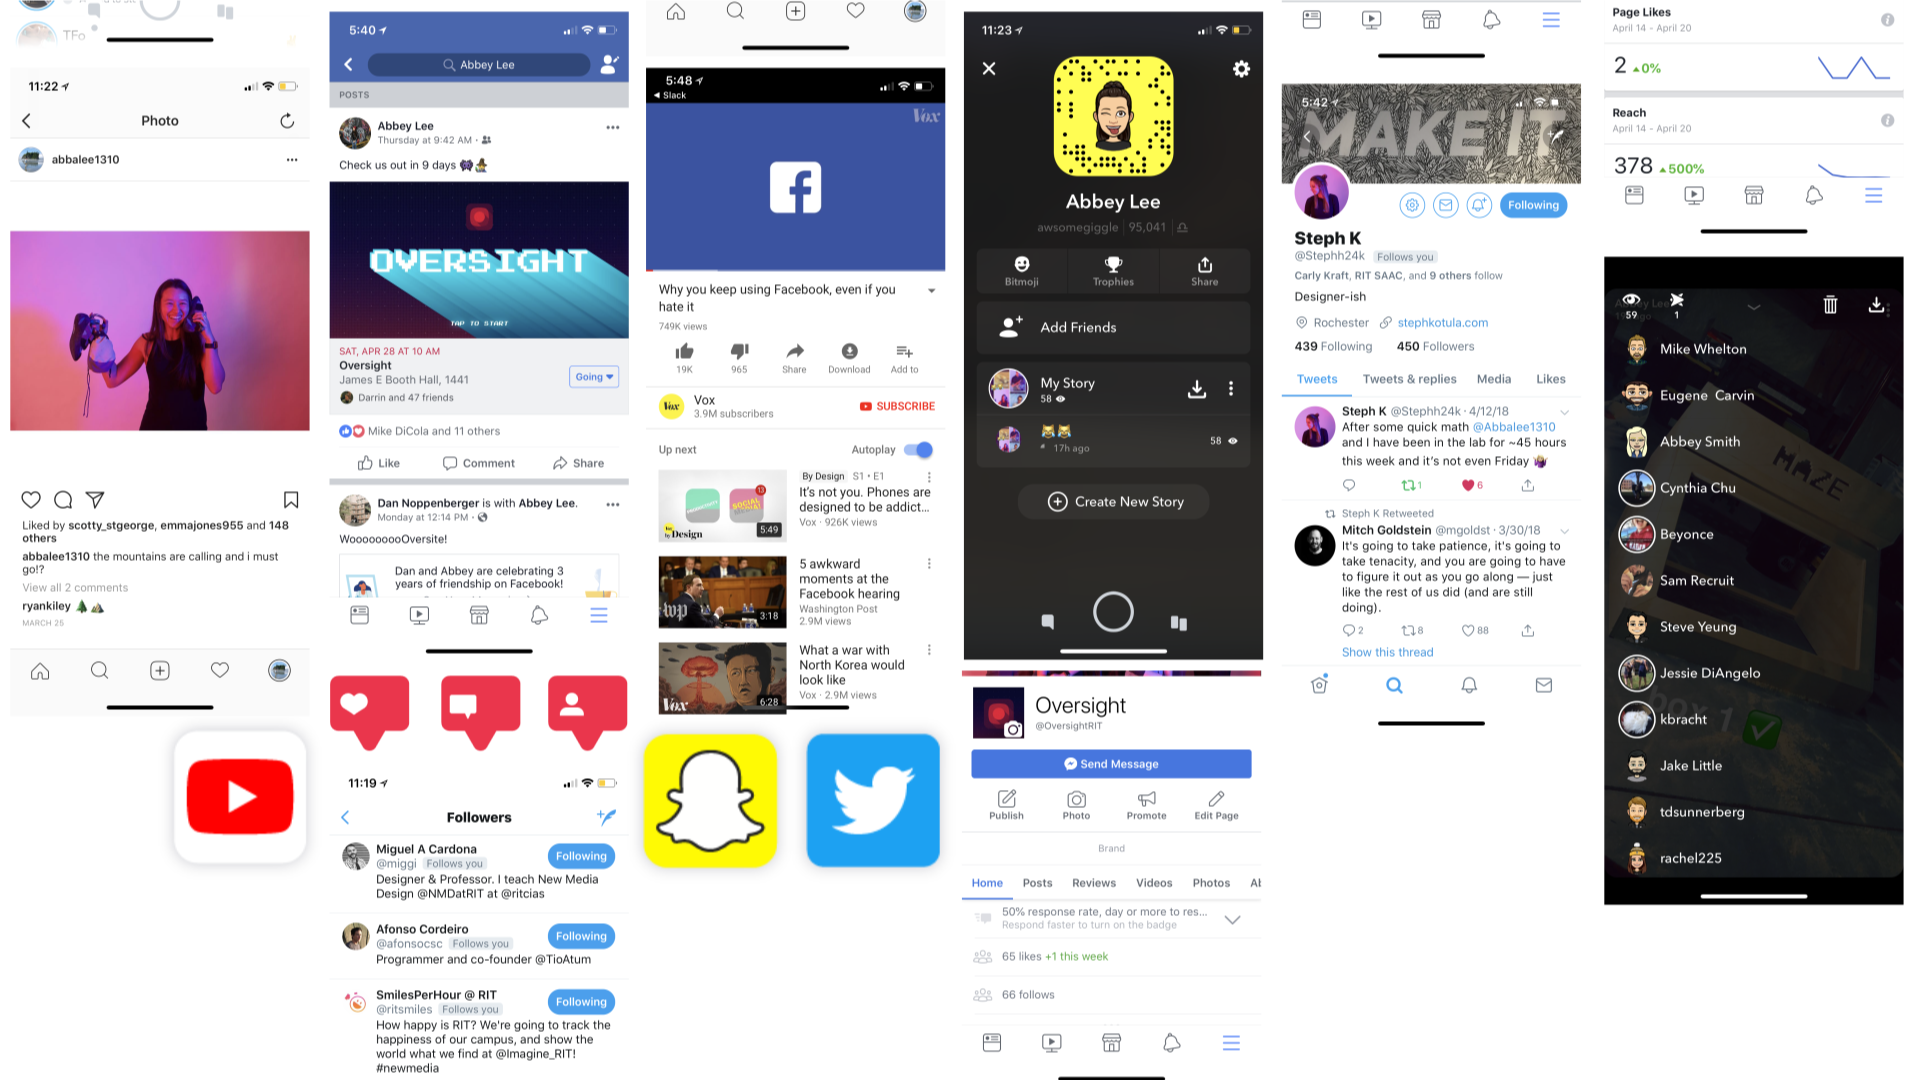 TFo
11:22
Photo
abbalee1310
Liked by scotty_stgeorge, emmajones955 and 148
others
abbalee1310 the mountains are calling and i must
go!?
View all 2 comments
ryankiley 🌲⛰️
MARCH 25
5:40
Abbey Lee
POSTS
Abbey Lee
Thursday at 9:42 AM ·
Check us out in 9 days
OVERSIGHT
TAP TO START
SAT, APR 28 AT 10 AM
Oversight
James E Booth Hall, 1441
Darrin and 47 friends
Going
Mike DiCola and 11 others
Like
Comment
Share
Dan Noppenberger is with Abbey Lee.
Monday at 12:14 PM ·
WoooooooOversite!
Dan and Abbey are celebrating 3
years of friendship on Facebook!
11:19
Followers
Miguel A Cardona
@miggi Follows you
Following
Designer & Professor. I teach New Media
Design @NMDatRIT at @ritcias
Afonso Cordeiro
@afonsocsc Follows you
Following
Programmer and co-founder @TioAtum
SmilesPerHour @ RIT
@ritsmiles Follows you
Following
How happy is RIT? We're going to track the
happiness of our campus, and show the
world what we find at @Imagine_RIT!
#newmedia
5:48
Slack
Vox
f
Why you keep using Facebook, even if you
hate it
749K views
19K
965
Share
Download
Add to
Vox
Vox
3.9M subscribers
SUBSCRIBE
Up next
Autoplay
by Design
SOCIAL
13
5:49
By Design S1 • E1
It's not you. Phones are
designed to be addict...
Vox · 926K views
wp
3:18
5 awkward
moments at the
Facebook hearing
Washington Post
2.9M views
Vox
6:28
What a war with
North Korea would
look like
Vox · 2.9M views
11:23
Abbey Lee
awsomegiggle 95,041
Bitmoji
Trophies
Share
Add Friends
My Story
58
😹😹
17h ago
58
Create New Story
Oversight
@OversightRIT
Send Message
Publish
Photo
Promote
Edit Page
Brand
Home
Posts
Reviews
Videos
Photos
Al
50% response rate, day or more to res...
Respond faster to turn on the badge
65 likes +1 this week
66 follows
5:42
MAKE IT
Following
Steph K
@Stephh24k Follows you
Carly Kraft, RIT SAAC, and 9 others follow
Designer-ish
Rochester stephkotula.com
439 Following 450 Followers
Tweets
Tweets & replies
Media
Likes
Steph K @Stephh24k · 4/12/18
After some quick math @Abbalee1310
and I have been in the lab for ~45 hours
this week and it's not even Friday
1
6
Steph K Retweeted
Mitch Goldstein @mgoldst · 3/30/18
It's going to take patience, it's going to
take tenacity, and you are going to have
to figure it out as you go along — just
like the rest of us did (and are still
doing).
2
8
88
Show this thread
Page Likes
April 14 - April 20
2 0%
Reach
April 14 - April 20
378 500%
Abbey Lee
59
1
Mike Whelton
Eugene Carvin
Abbey Smith
Cynthia Chu
Beyonce
Sam Recruit
Steve Yeung
Jessie DiAngelo
kbracht
Jake Little
tdsunnerberg
rachel225
MAZE
box 1 ✅